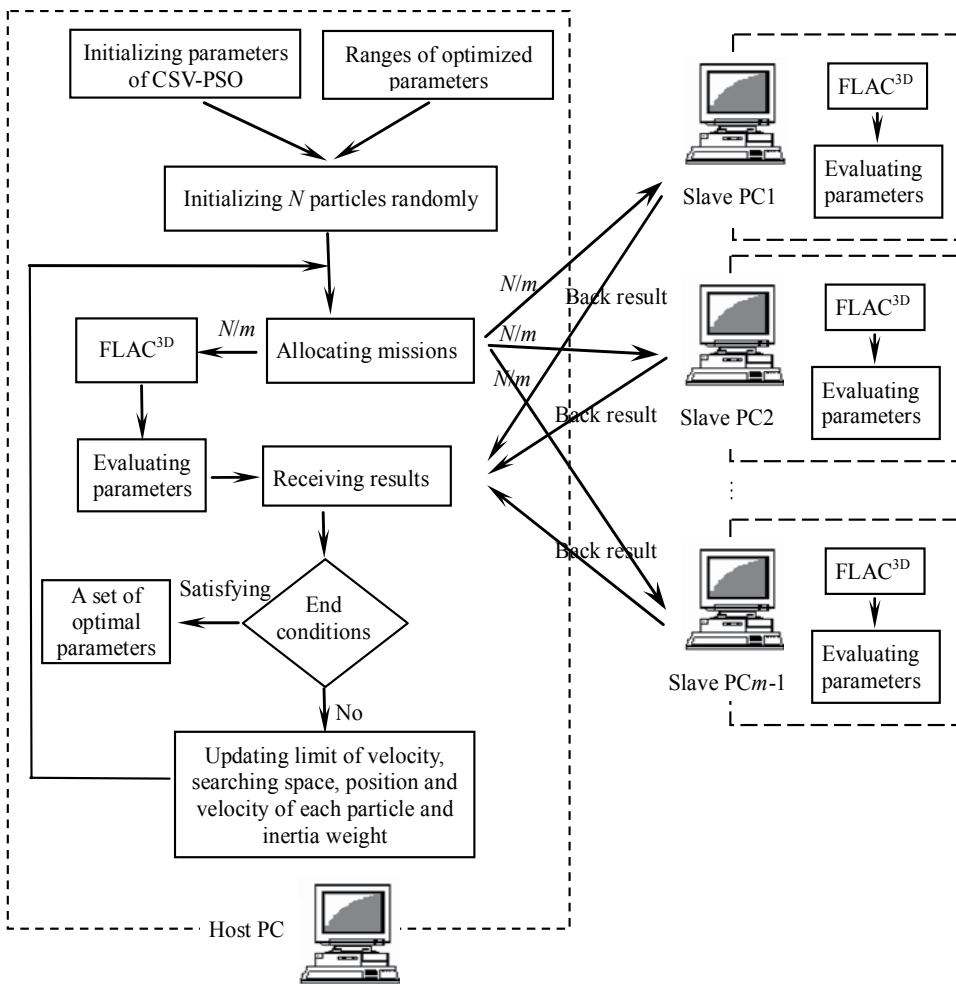 Initializing parameters
of CSV-PSO
Ranges of optimized
parameters
Initializing N particles randomly
N/m
FLAC3D
Allocating missions
Evaluating
parameters
Receiving results
Satisfying
End
conditions
A set of
optimal
parameters
No
Updating limit of velocity,
searching space, position and
velocity of each particle and
inertia weight
Host PC
N/m
Back result
N/m
N/m
Back result
Back result
Slave PC1
FLAC3D
Evaluating
parameters
Slave PC2
FLAC3D
Evaluating
parameters
⋮
Slave PCm-1
FLAC3D
Evaluating
parameters